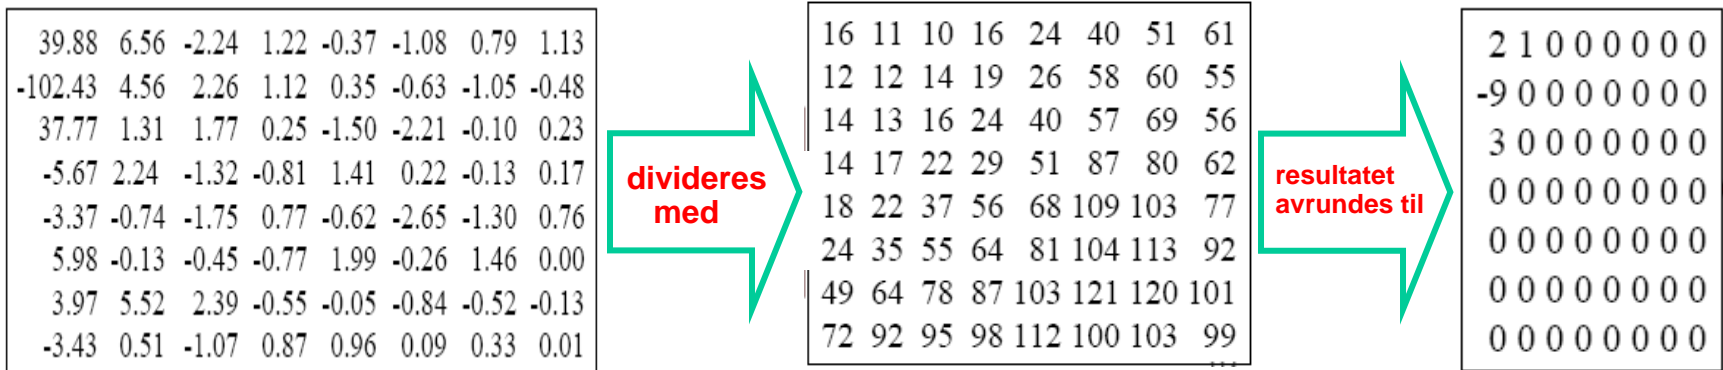 39.88 6.56 -2.24 1.22 -0.37 -1.08 0.79 1.13
-102.43 4.56 2.26 1.12 0.35 -0.63 -1.05 -0.48
37.77 1.31 1.77 0.25 -1.50 -2.21 -0.10 0.23
-5.67 2.24 -1.32 -0.81 1.41 0.22 -0.13 0.17
-3.37 -0.74 -1.75 0.77 -0.62 -2.65 -1.30 0.76
5.98 -0.13 -0.45 -0.77 1.99 -0.26 1.46 0.00
3.97 5.52 2.39 -0.55 -0.05 -0.84 -0.52 -0.13
-3.43 0.51 -1.07 0.87 0.96 0.09 0.33 0.01
divideres
med
16 11 10 16 24 40 51 61
12 12 14 19 26 58 60 55
14 13 16 24 40 57 69 56
14 17 22 29 51 87 80 62
18 22 37 56 68 109 103 77
24 35 55 64 81 104 113 92
49 64 78 87 103 121 120 101
72 92 95 98 112 100 103 99
resultatet
avrundes til
2 1 0 0 0 0 0 0
-9 0 0 0 0 0 0 0
3 0 0 0 0 0 0 0
0 0 0 0 0 0 0 0
0 0 0 0 0 0 0 0
0 0 0 0 0 0 0 0
0 0 0 0 0 0 0 0